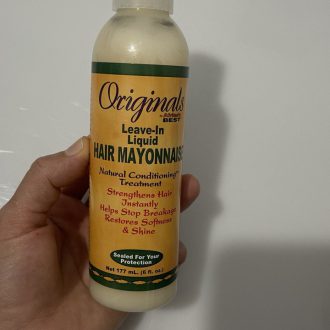 Originals
by AFRICA'S
BEST
Leave-In
Liquid
HAIR MAYONNAISE
Natural Conditioning
Treatment
Strengthens Hair
Instantly
Helps Stop Breakage
Restores Softness
& Shine
Sealed For Your
Protection
Net 177 mL. (6 fl. oz.)